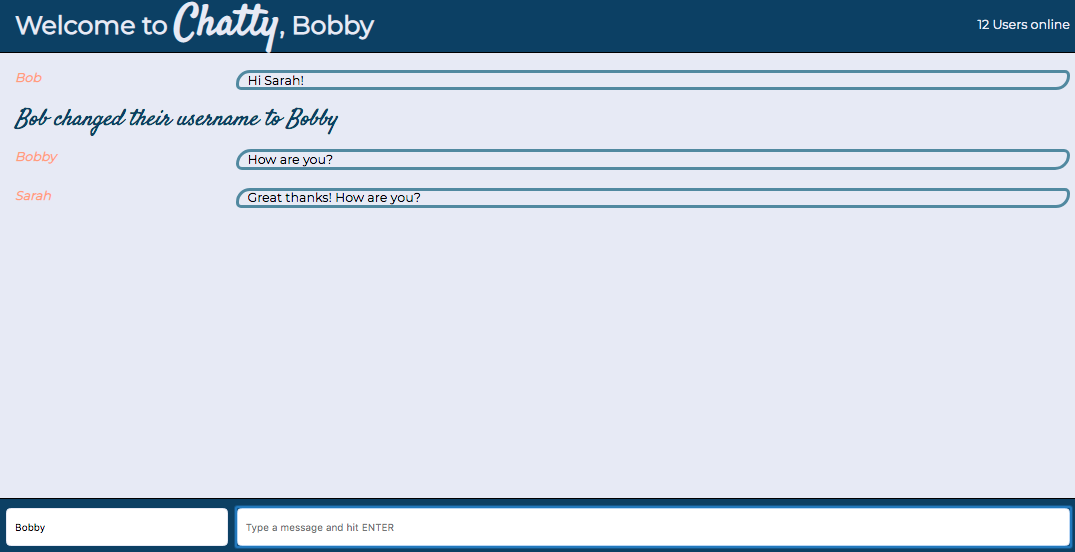 Welcome to Chatty, Bobby
12 Users online
Bob
Hi Sarah!
Bob changed their username to Bobby
Bobby
How are you?
Sarah
Great thanks! How are you?
Bobby
Type a message and hit ENTER